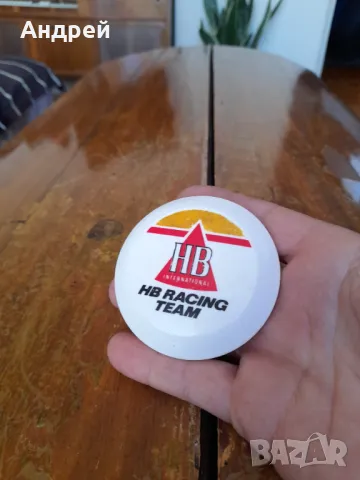 Андрей
HB
INTERNATIONAL
HB RACING
TEAM
BAZAR